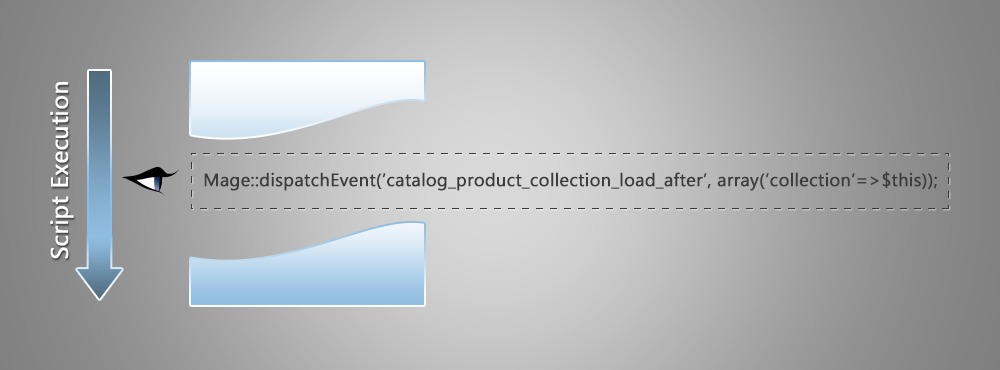 Script Execution
Mage::dispatchEvent(‘catalog_product_collection_load_after’, array(‘collection’=>$this));